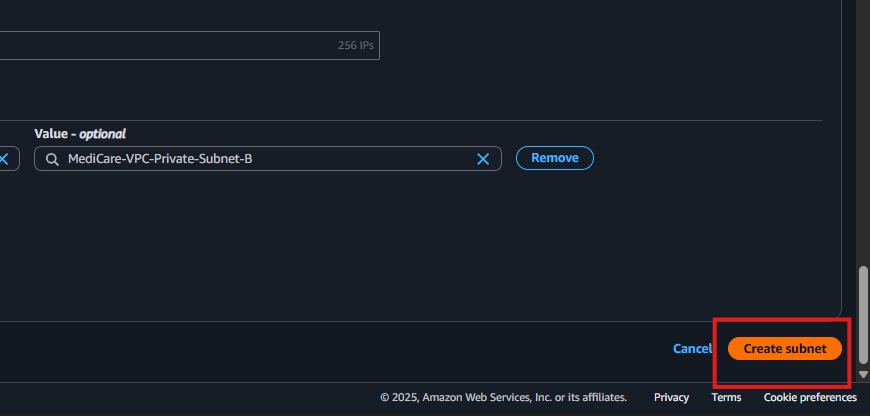 256 IPs
Value - optional
MediCare-VPC-Private-Subnet-B
Remove
Cancel
Create subnet
© 2025, Amazon Web Services, Inc. or its affiliates. Privacy Terms Cookie preferences